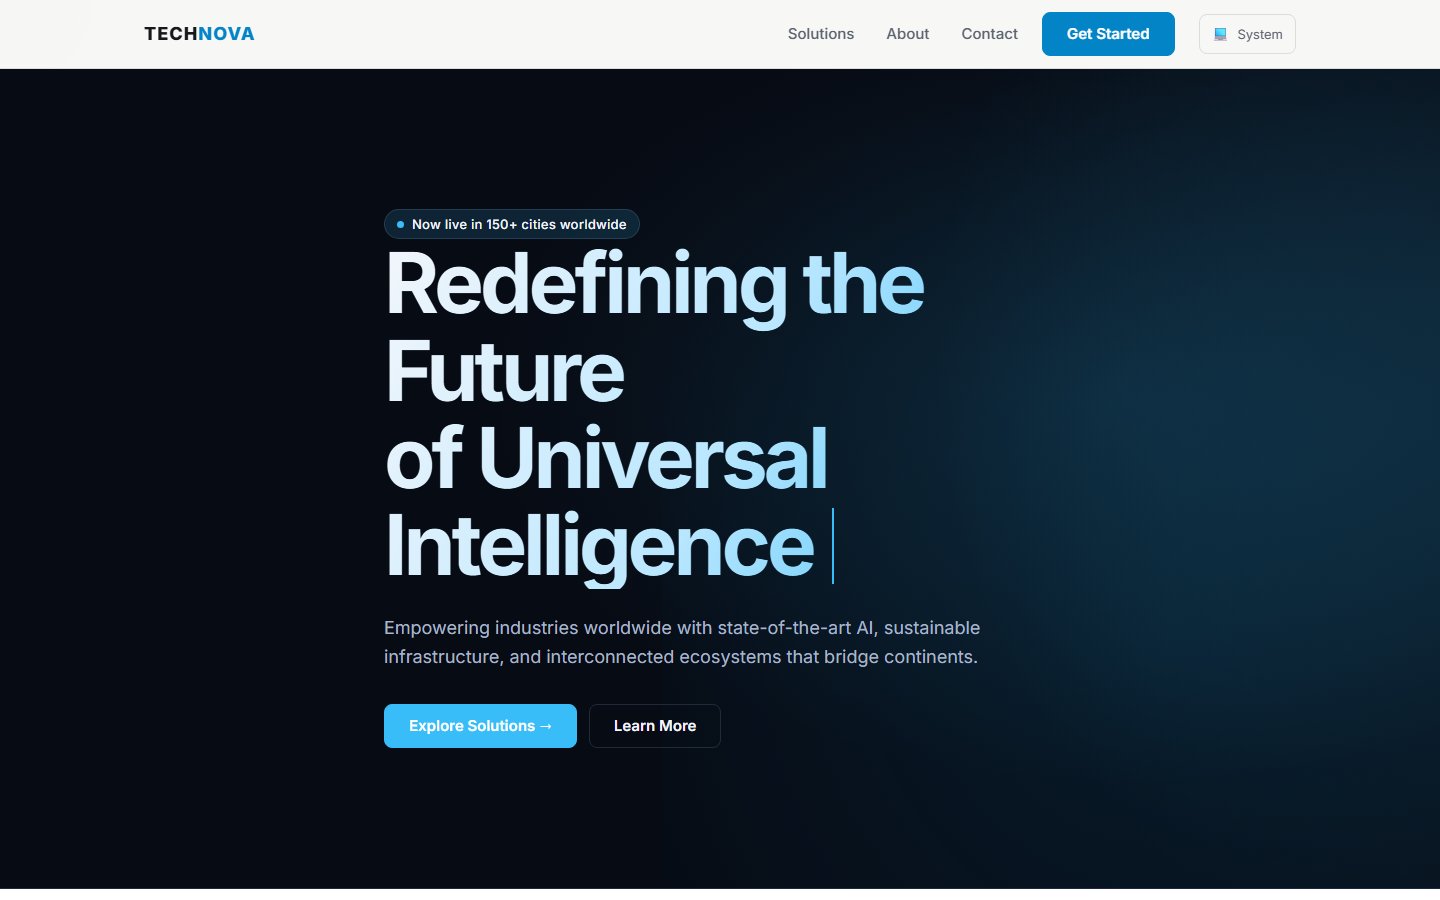 TECHNOVA
Solutions
About
Contact
Get Started
System
Now live in 150+ cities worldwide
Redefining the
Future
of Universal
Intelligence
Empowering industries worldwide with state-of-the-art AI, sustainable
infrastructure, and interconnected ecosystems that bridge continents.
Explore Solutions →
Learn More